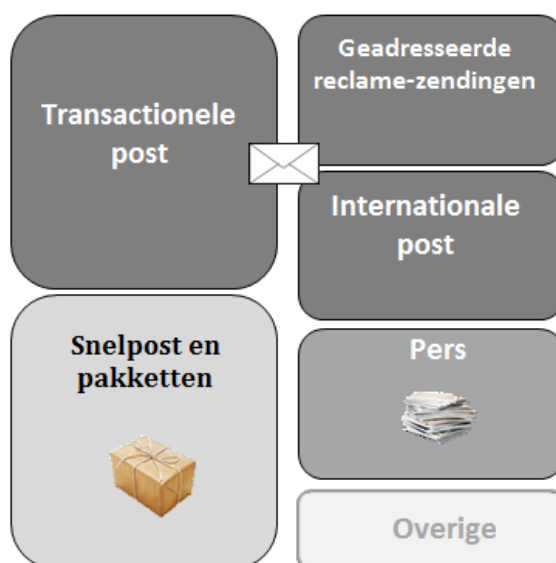 Transactionele
post
Geadresseerde
reclame-zendingen
Internationale
post
Snelpost en
pakketten
Pers
Overige